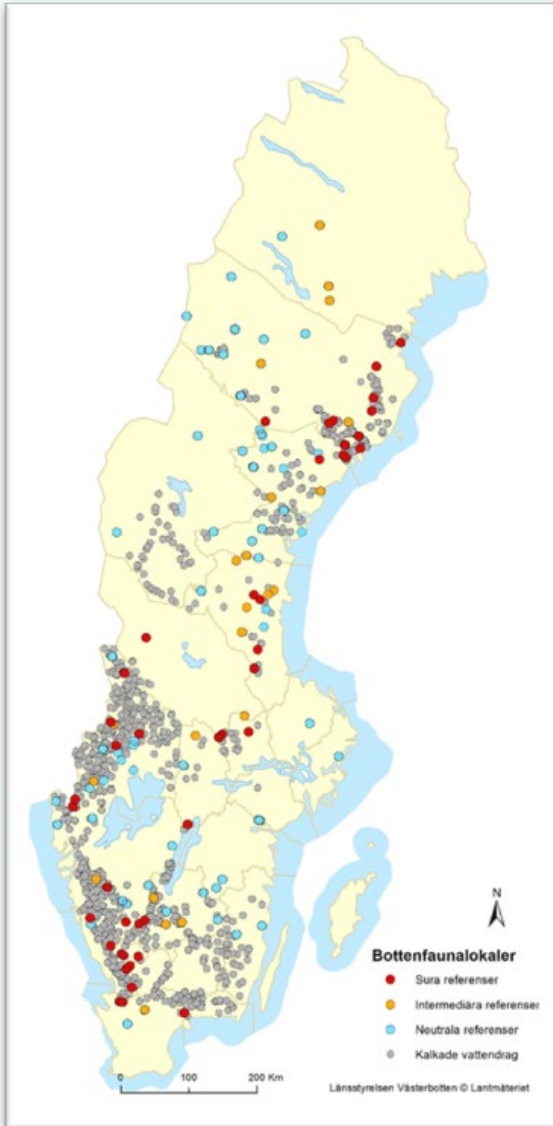 N
Bottenfaunalokaler
Sura referenser
Intermediära referenser
Neutrala referenser
Kalkade vattendrag
0 100 200 Km
Länsstyrelsen Västerbotten © Lantmäteriet